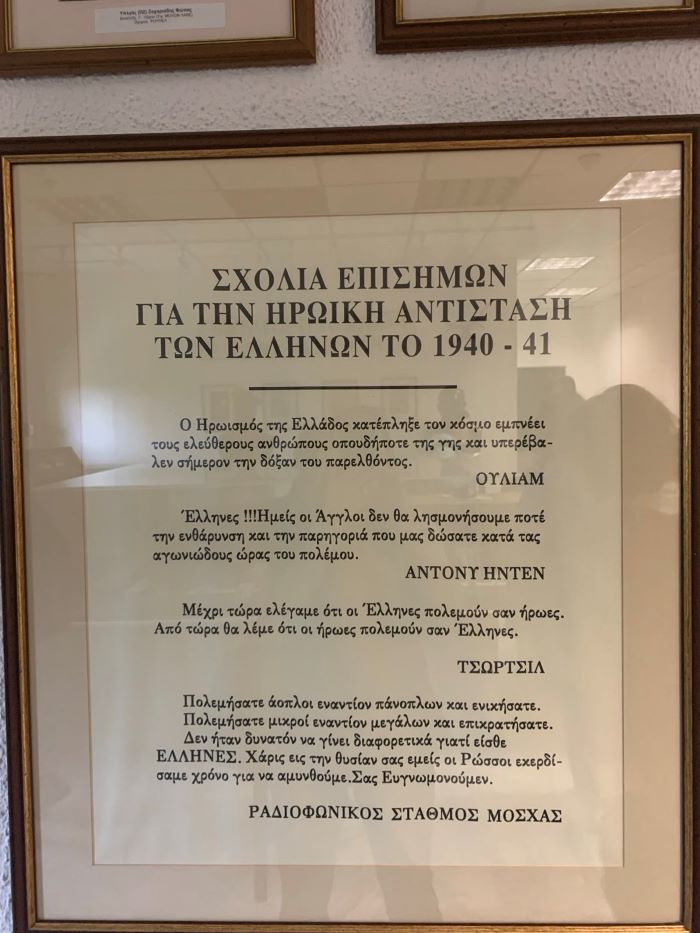 Υπλγός (ΠΖ) Ζαχαριάδης Φώτιος
ΣΧΟΛΙΑ ΕΠΙΣΗΜΩΝ
ΓΙΑ ΤΗΝ ΗΡΩΙΚΗ ΑΝΤΙΣΤΑΣΗ
ΤΩΝ ΕΛΛΗΝΩΝ ΤΟ 1940 - 41
Ο Ηρωισμός της Ελλάδος κατέπληξε τον κόσμο εμπνέει
τους ελεύθερους ανθρώπους οπουδήποτε της γης και υπερέβα-
λεν σήμερον την δόξαν του παρελθόντος.
ΟΥΛΙΑΜ
Έλληνες !!!Ημείς οι Άγγλοι δεν θα λησμονήσουμε ποτέ
την ενθάρυνση και την παρηγοριά που μας δώσατε κατά τας
αγωνιώδους ώρας του πολέμου.
ΑΝΤΟΝΥ ΗΝΤΕΝ
Μέχρι τώρα ελέγαμε ότι οι Έλληνες πολεμούν σαν ήρωες.
Από τώρα θα λέμε ότι οι ήρωες πολεμούν σαν Έλληνες.
ΤΣΩΡΤΣΙΛ
Πολεμήσατε άοπλοι εναντίον πάνοπλων και ενικήσατε.
Πολεμήσατε μικροί εναντίον μεγάλων και επικρατήσατε.
Δεν ήταν δυνατόν να γίνει διαφορετικά γιατί είσθε
ΕΛΛΗΝΕΣ. Χάρις εις την θυσίαν σας εμείς οι Ρώσσοι εκερδί-
σαμε χρόνο για να αμυνθούμε.Σας Ευγνωμονούμεν.
ΡΑΔΙΟΦΩΝΙΚΟΣ ΣΤΑΘΜΟΣ ΜΟΣΧΑΣ